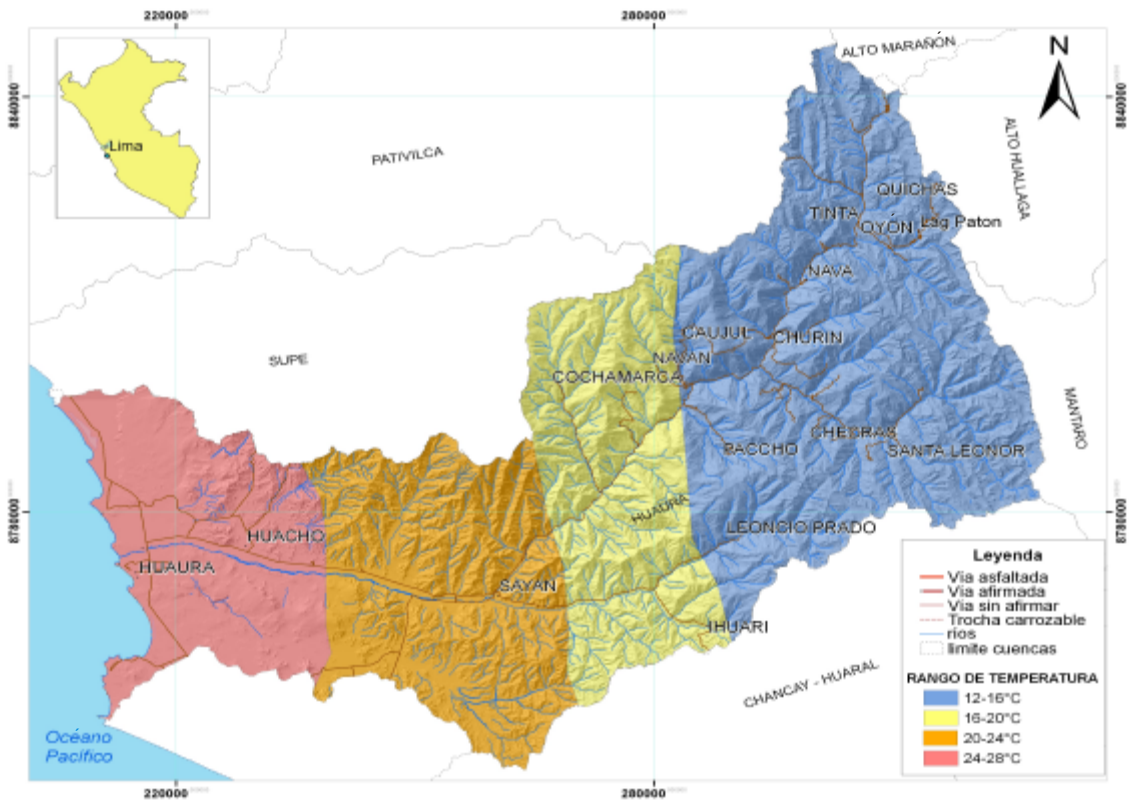 220000
280000
8840000
8840000
N
ALTO MARAÑÓN
ALTO HUALLAGA
Lima
PATIVILCA
QUICHAS
TINTA
OYÓN
Lag Paton
NAVA
CAUJUL
CHURIN
NAVAN
COCHAMARCA
SUPE
MANTARO
CHECRAS
PACCHO
SANTA LEONOR
HUAURA
8780000
8780000
LEONCIO PRADO
HUACHO
HUAURA
SAYAN
IHUARI
CHANCAY - HUARAL
Océano
Pacífico
Leyenda
Via asfaltada
Via afirmada
Via sin afirmar
Trocha carrozable
rios
limite cuencas
RANGO DE TEMPERATURA
12-16°C
16-20°C
20-24°C
24-28°C
220000
280000